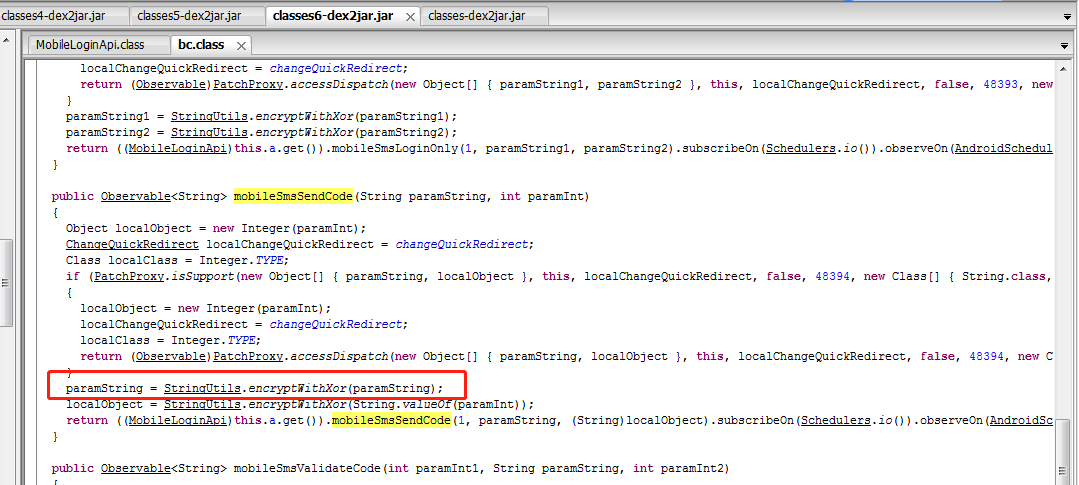 classes4-dex2jar.jar classes5-dex2jar.jar classes6-dex2jar.jar classes-dex2jar.jar
MobileLoginApi.class bc.class
localChangeQuickRedirect = changeQuickRedirect;
return (Observable)PatchProxy.accessDispatch(new Object[] { paramString1, paramString2 }, this, localChangeQuickRedirect, false, 48393, new
}
paramString1 = StringUtils.encryptWithXor(paramString1);
paramString2 = StringUtils.encryptWithXor(paramString2);
return ((MobileLoginApi)this.a.get()).mobileSmsLoginOnly(1, paramString1, paramString2).subscribeOn(Schedulers.io()).observeOn(AndroidSchedul
}
public Observable<String> mobileSmsSendCode(String paramString, int paramInt)
{
Object localObject = new Integer(paramInt);
ChangeQuickRedirect localChangeQuickRedirect = changeQuickRedirect;
Class localClass = Integer.TYPE;
if (PatchProxy.isSupport(new Object[] { paramString, localObject }, this, localChangeQuickRedirect, false, 48394, new Class[] { String.class,
{
localObject = new Integer(paramInt);
localChangeQuickRedirect = changeQuickRedirect;
localClass = Integer.TYPE;
return (Observable)PatchProxy.accessDispatch(new Object[] { paramString, localObject }, this, localChangeQuickRedirect, false, 48394, new C
}
paramString = StringUtils.encryptWithXor(paramString);
localObject = StringUtils.encryptWithXor(String.valueOf(paramInt));
return ((MobileLoginApi)this.a.get()).mobileSmsSendCode(1, paramString, (String)localObject).subscribeOn(Schedulers.io()).observeOn(AndroidSc
}
public Observable<String> mobileSmsValidateCode(int paramInt1, String paramString, int paramInt2)
{